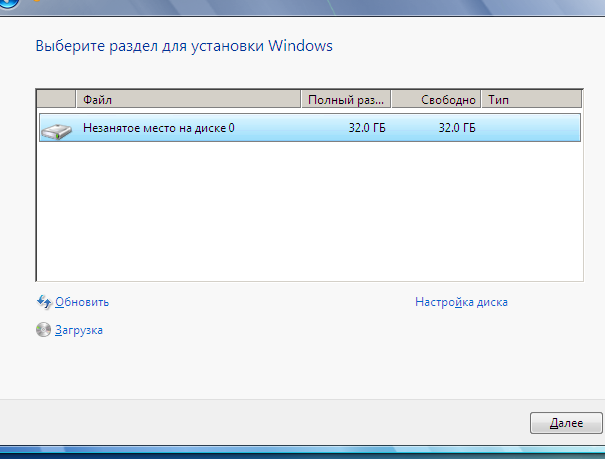 Выберите раздел для установки Windows
Файл Полный раз... Свободно Тип
Незанятое место на диске 0 32.0 ГБ 32.0 ГБ
Обновить Настройка диска
Загрузка
Далее